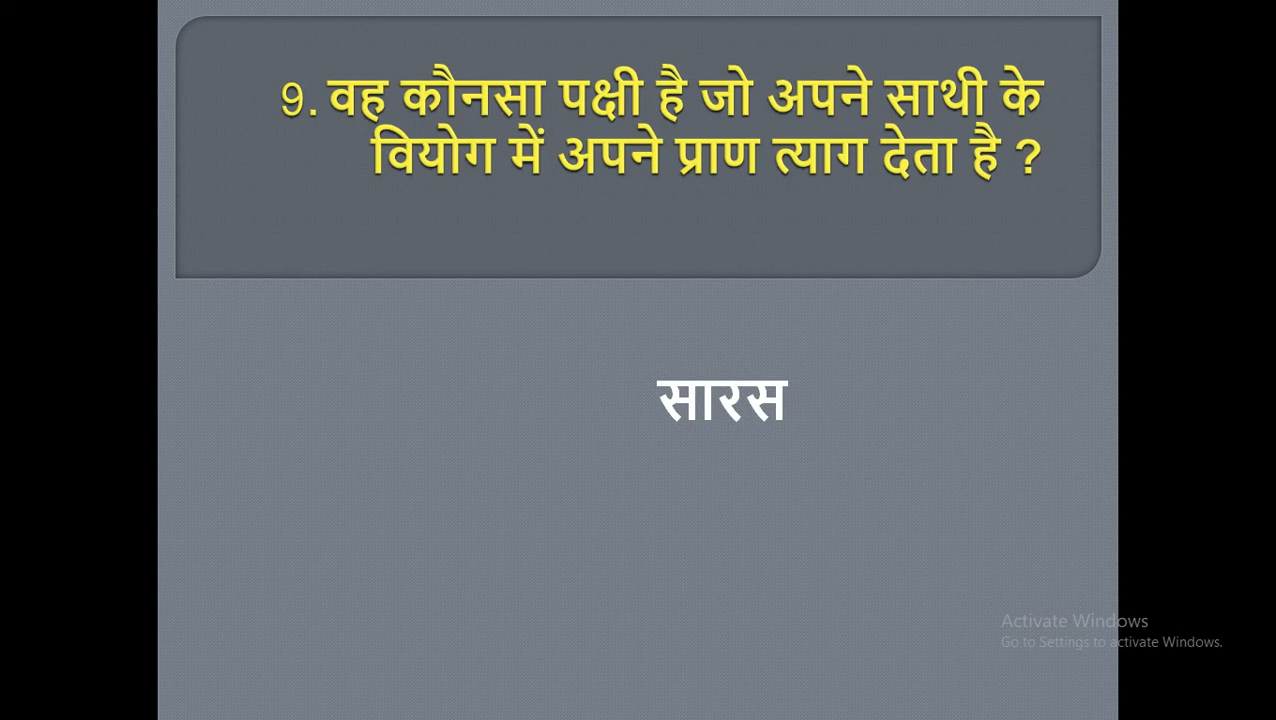 9. वह कौनसा पक्षी है जो अपने साथी के
वियोग में अपने प्राण त्याग देता है ?
सारस
Activate Windows
Go to Settings to activate Windows.